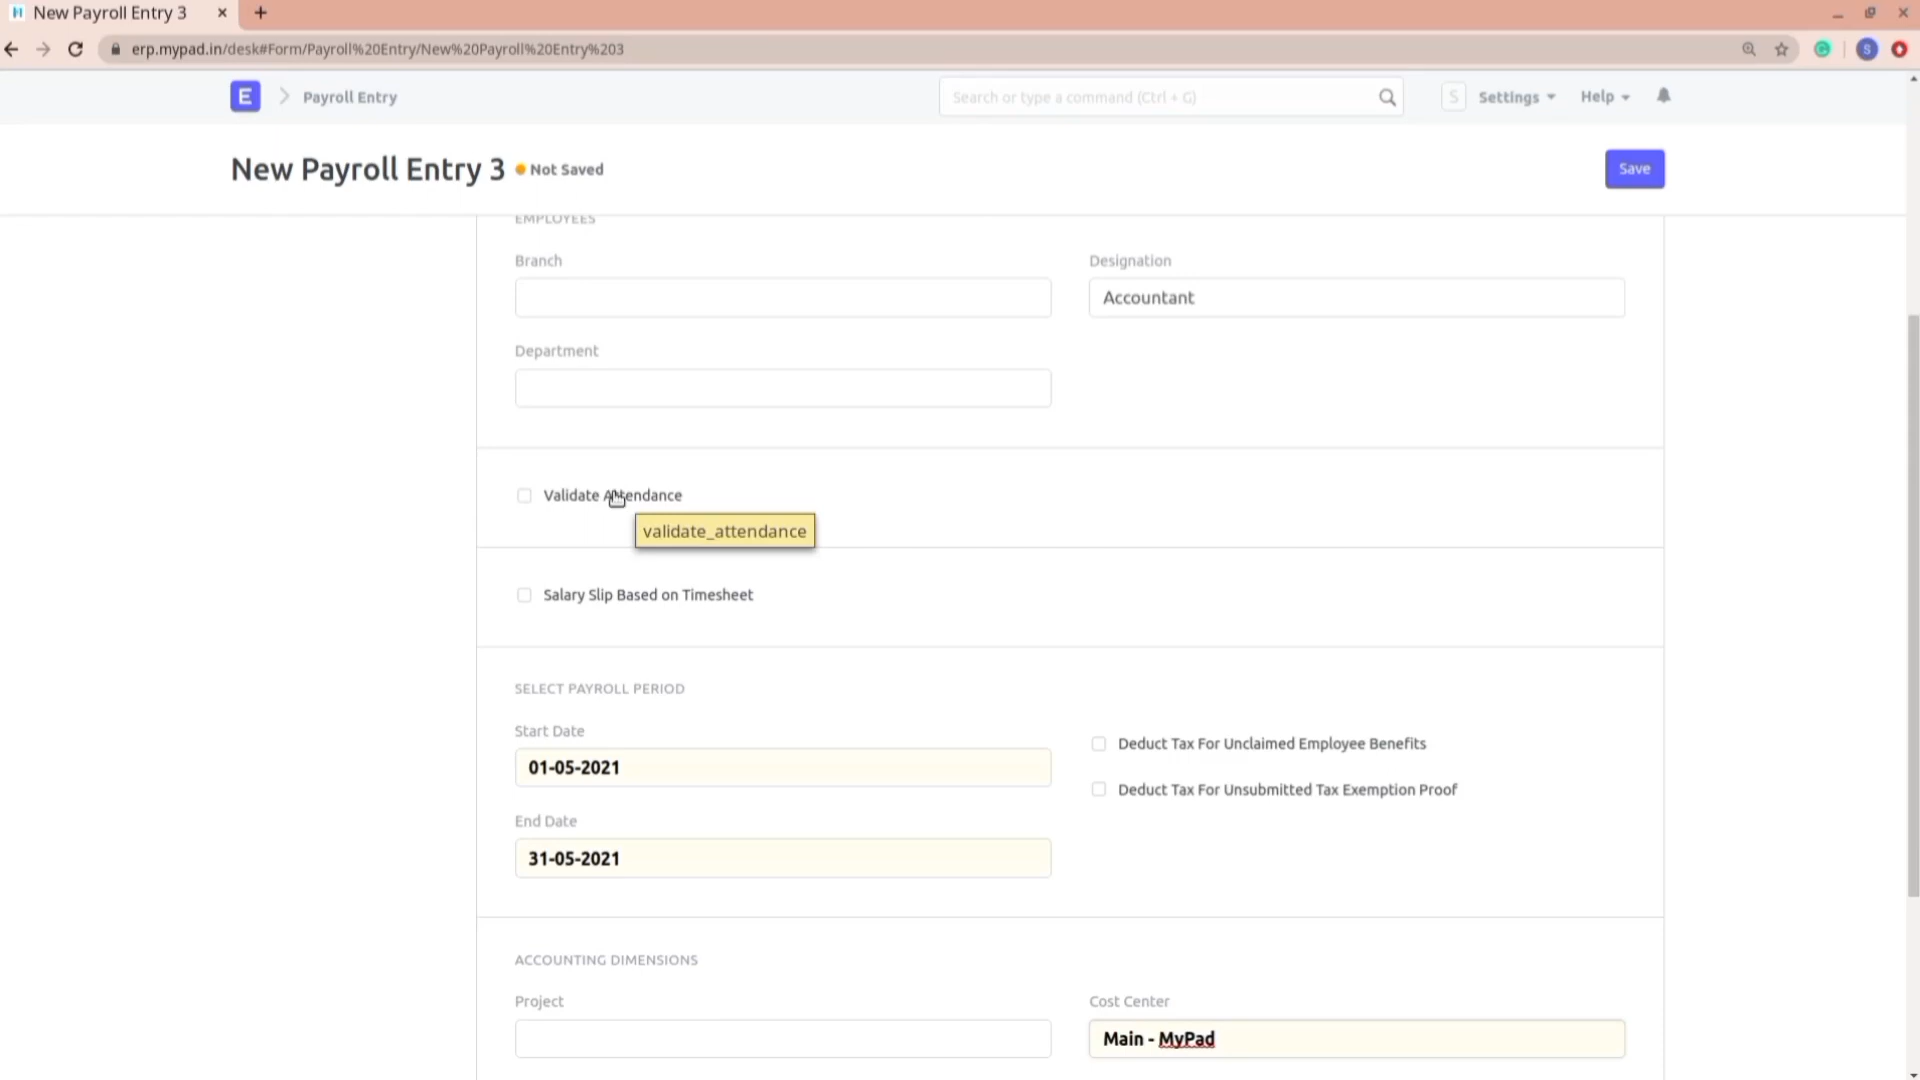 New Payroll Entry 3
erp.mypad.in/desk#Form/Payroll%20Entry/New%20Payroll%20Entry%203
S
E
Payroll Entry
Search or type a command (Ctrl + G)
S
Settings
Help
New Payroll Entry 3
Not Saved
Save
EMPLOYEES
Branch
Designation
Accountant
Department
Validate Attendance
validate_attendance
Salary Slip Based on Timesheet
SELECT PAYROLL PERIOD
Start Date
01-05-2021
Deduct Tax For Unclaimed Employee Benefits
Deduct Tax For Unsubmitted Tax Exemption Proof
End Date
31-05-2021
ACCOUNTING DIMENSIONS
Project
Cost Center
Main - MyPad